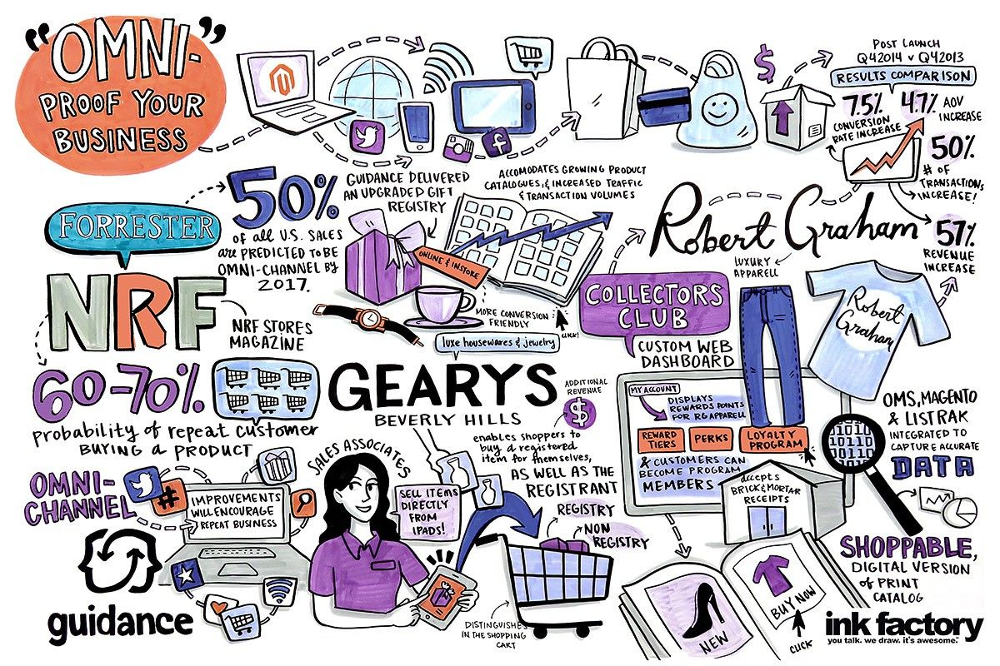 "OMNI-
PROOF YOUR
BUSINESS"
POST LAUNCH
Q42014 v Q42013
RESULTS COMPARISON
7.5%
CONVERSION
RATE INCREASE
4.7% AOV
INCREASE
50%
# OF
TRANSACTIONS
INCREASE!
57%
REVENUE
INCREASE
FORRESTER
50%
of all U.S. SALES
are PREDICTED TO BE
OMNI-CHANNEL BY
2017.
NRF
NRF STORES
MAGAZINE
60-70%
probability of repeat customer
BUYING a PRODUCT
OMNI-
CHANNEL
#
IMPROVEMENTS
WILL ENCOURAGE
REPEAT BUSINESS
guidance
GUIDANCE DELIVERED
AN UPGRADED GIFT
REGISTRY
ACCOMODATES GROWING PRODUCT
CATALOGUES, & INCREASED TRAFFIC
& TRANSACTION VOLUMES
ONLINE & INSTORE
MORE CONVERSION
FRIENDLY
CLICK!
luxe housewares & jewelry
GEARYS
BEVERLY HILLS
ADDITIONAL
REVENUE
$
enables shoppers to
buy a registered
item for themselves,
AS WELL AS THE
REGISTRANT
REGISTRY
NON
REGISTRY
SALES ASSOCIATES
SELL ITEMS
DIRECTLY
FROM
IPADS!
DISTINGUISHES
IN THE SHOPPING
CART
Robert Graham
LUXURY
APPARELL
Robert
Graham
COLLECTORS
CLUB
CUSTOM WEB
DASHBOARD
MY ACCOUNT
DISPLAYS
REWARDS POINTS
FOR RG APPARELL
REWARD
TIERS
PERKS
LOYALTY
PROGRAM
& CUSTOMERS CAN
BECOME PROGRAM
MEMBERS
accepts
BRICK & MORTAR
RECEIPTS
01010
10110
01011
1010
OMS, MAGENTO
& LISTRAK
INTEGRATED TO
CAPTURE ACCURATE
DATA
SHOPPABLE,
DIGITAL VERSION
of PRINT
CATALOG
NEW
BUY NOW
CLICK
ink factory
you talk. we draw. it's awesome.™